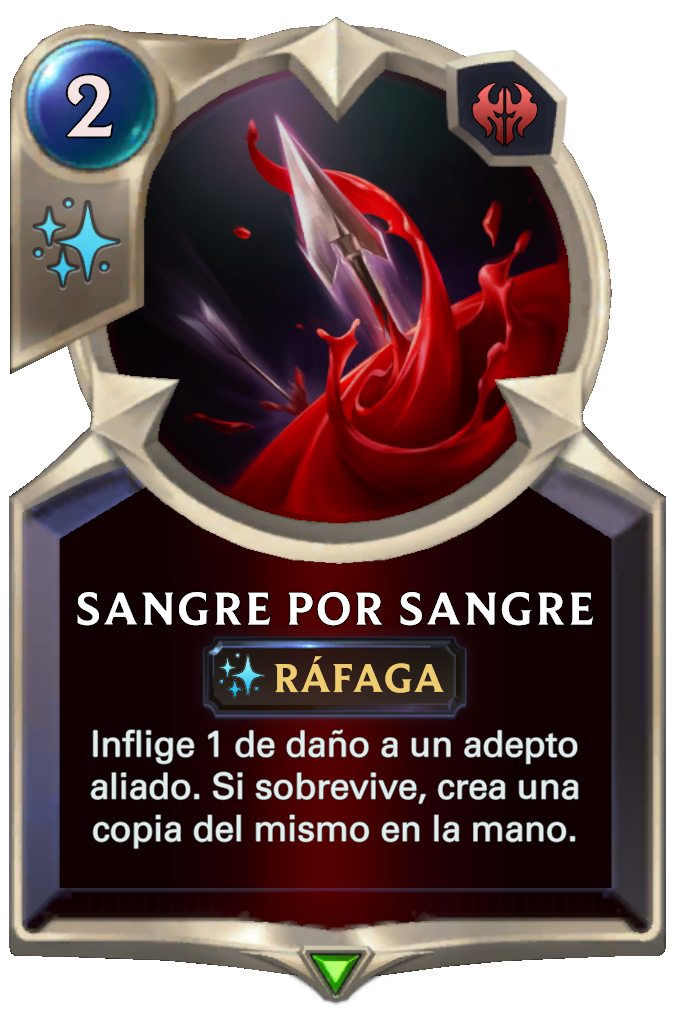 2
SANGRE POR SANGRE
RÁFAGA
Inflige 1 de daño a un adepto
aliado. Si sobrevive, crea una
copia del mismo en la mano.